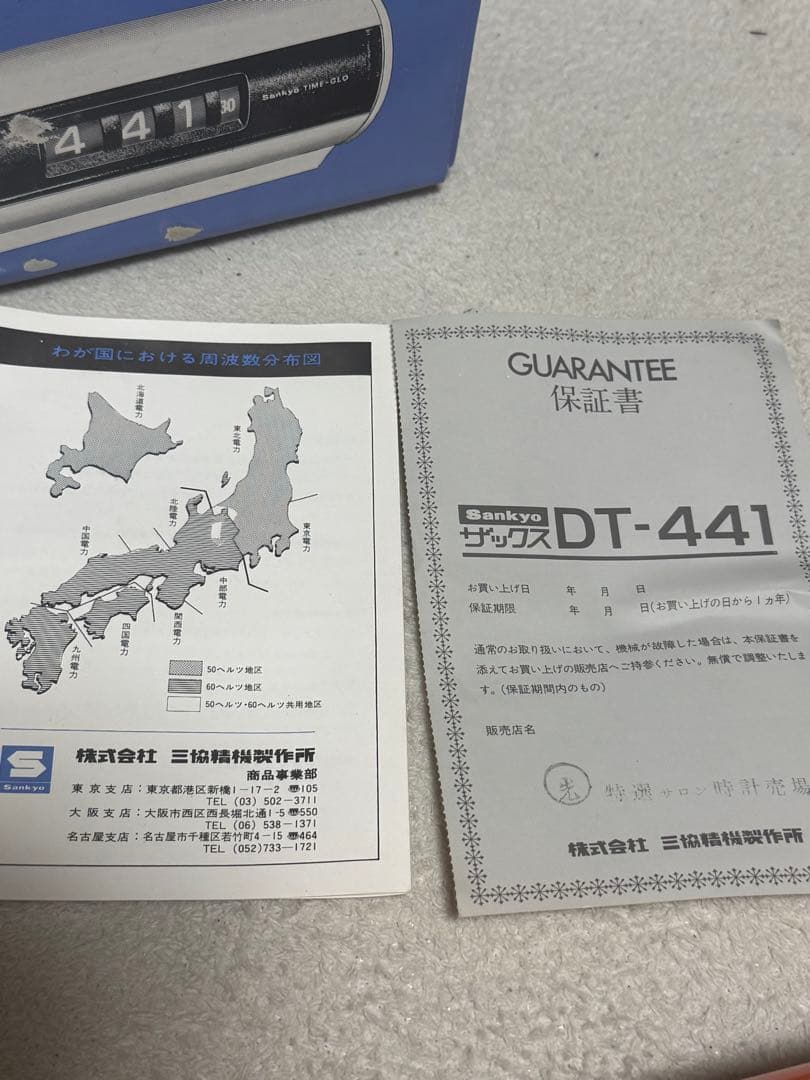 4 4 1 30
Sankyo TIME-GLO
わが国における周波数分布図
北海道電力
東北電力
北陸電力
東京電力
中国電力
中部電力
関西電力
四国電力
九州電力
50ヘルツ地区
60ヘルツ地区
50ヘルツ・60ヘルツ共用地区
Sankyo
株式会社 三協精機製作所
商品事業部
東京支店：東京都港区新橋1-17-2 ☎105
TEL (03) 502-3711
大阪支店：大阪市西区西長堀北通1-5 ☎550
TEL (06) 538-1371
名古屋支店：名古屋市千種区若竹町4-15 ☎464
TEL (052)733-1721
GUARANTEE
保証書
Sankyo
ザックス DT-441
お買い上げ日 年 月 日
保証期限 年 月 日(お買い上げの日から1ヵ年)
通常のお取り扱いにおいて、機械が故障した場合は、本保証書を
添えてお買い上げの販売店へご持参ください。無償で調整いたしま
す。(保証期間内のもの)
販売店名
光 特選サロン時計売場
株式会社 三協精機製作所